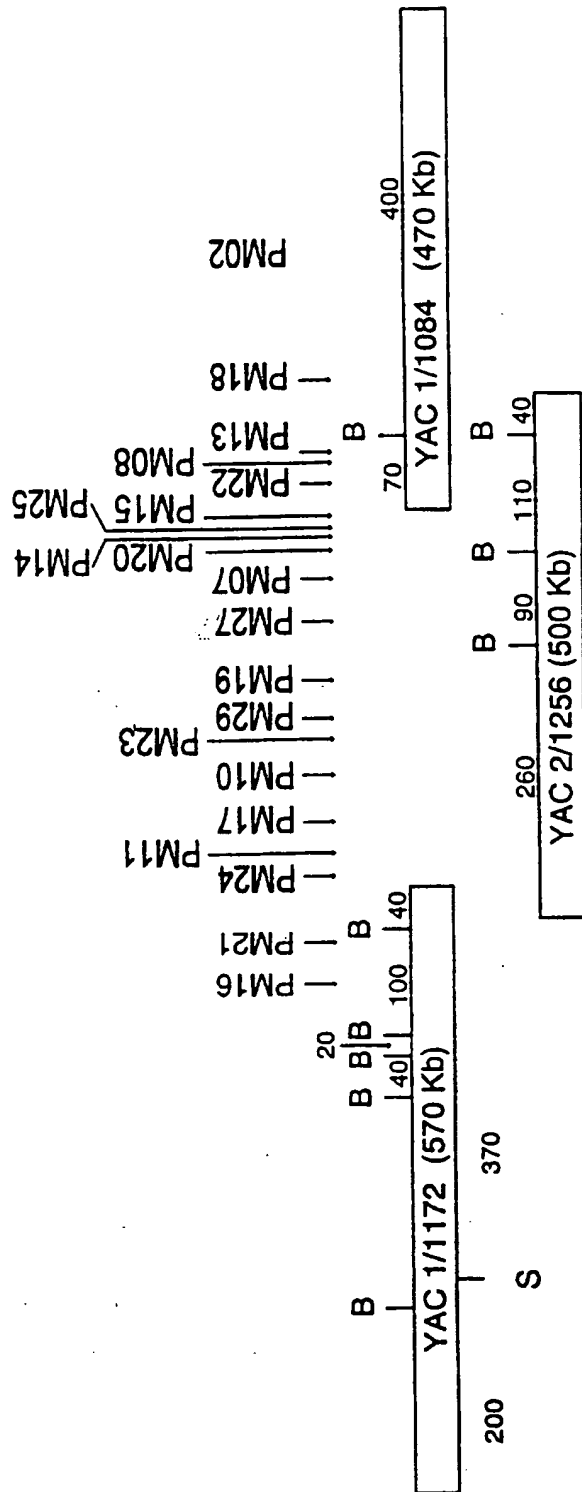 PM14 PM25
PM11 PM23 PM20 PM15 PM08
PM16 PM21 PM24 PM17 PM10 PM29 PM19 PM27 PM07 PM22 PM13 PM18 PM02
20
B B B B B B
40 100 40 70 400
YAC 1/1172 (570 Kb) YAC 1/1084 (470 Kb)
B B B
200 370 260 90 110 40
S YAC 2/1256 (500 Kb)